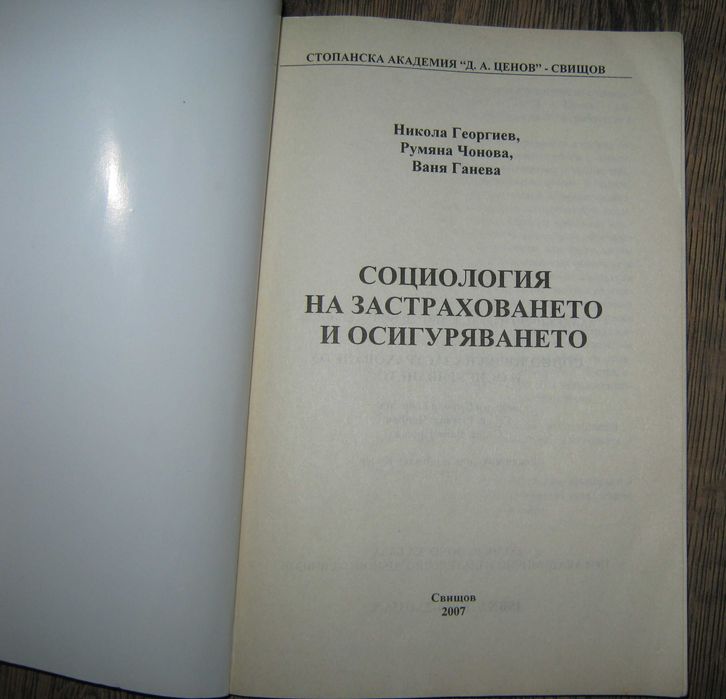 СТОПАНСКА АКАДЕМИЯ "Д. А. ЦЕНОВ" - СВИЩОВ
Никола Георгиев,
Румяна Чонова,
Ваня Ганева
СОЦИОЛОГИЯ
НА ЗАСТРАХОВАНЕТО
И ОСИГУРЯВАНЕТО
Свищов
2007